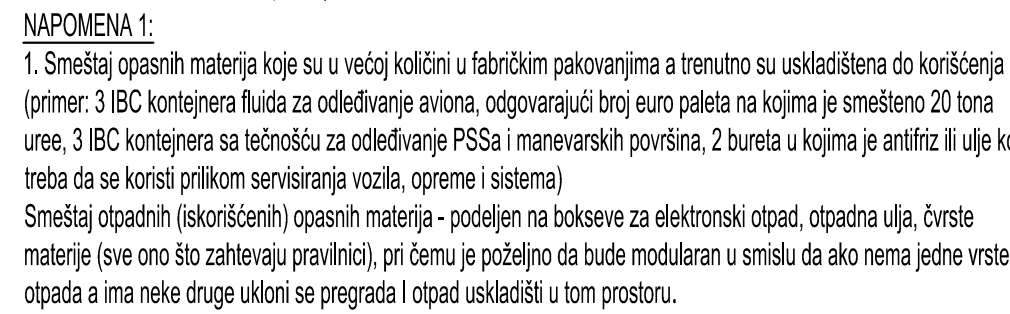 NAPOMENA 1:
1. Smeštaj opasnih materija koje su u većoj količini u fabričkim pakovanjima a trenutno su uskladištena do korišćenja
(primer: 3 IBC kontejnera fluida za odleđivanje aviona, odgovarajući broj euro paleta na kojima je smešteno 20 tona
uree, 3 IBC kontejnera sa tečnošću za odleđivanje PSSa i manevarskih površina, 2 bureta u kojima je antifriz ili ulje
treba da se koristi prilikom servisiranja vozila, opreme i sistema)
Smeštaj otpadnih (iskorišćenih) opasnih materija - podeljen na bokseve za elektronski otpad, otpadna ulja, čvrste
materije (sve ono što zahtevaju pravilnici), pri čemu je poželjno da bude modularan u smislu da ako nema jedne vrste
otpada a ima neke druge ukloni se pregrada I otpad uskladišti u tom prostoru.